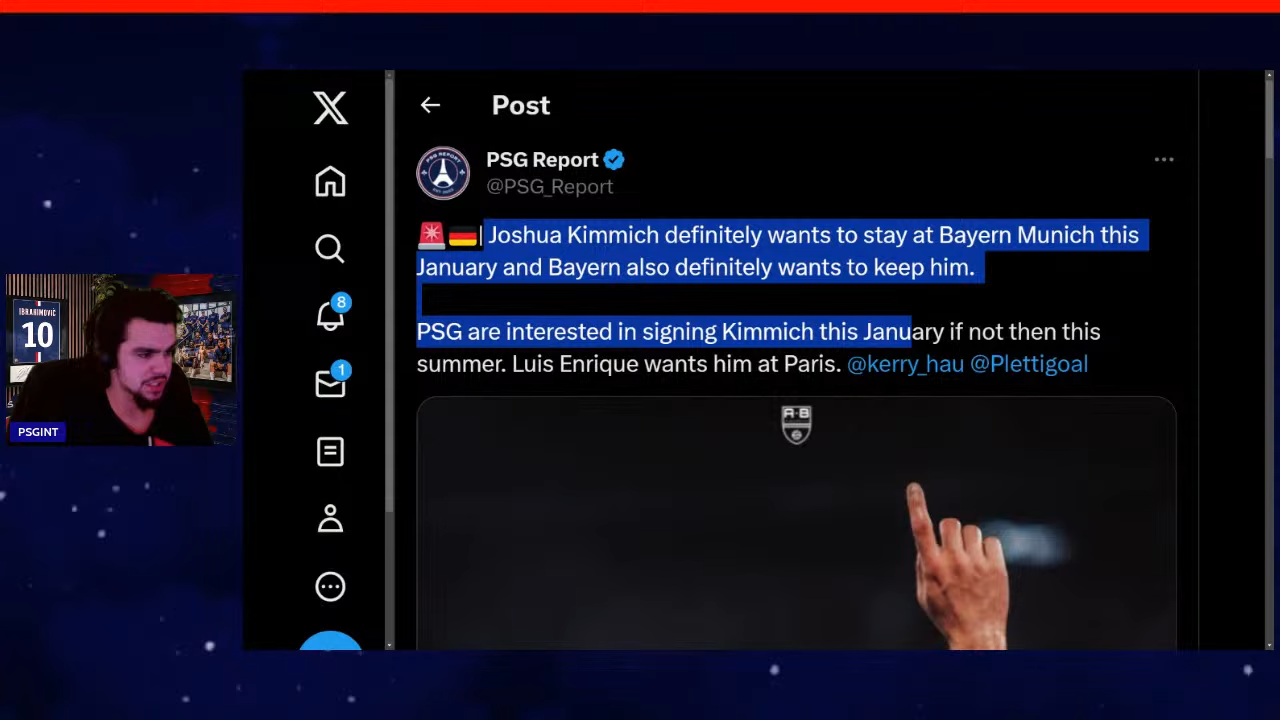 Post
PSG Report
@PSG_Report
Joshua Kimmich definitely wants to stay at Bayern Munich this
January and Bayern also definitely wants to keep him.
PSG are interested in signing Kimmich this January if not then this
summer. Luis Enrique wants him at Paris. @kerry_hau @Plettigoal
8
1
IBRAHIMOVIĆ
10
PSGINT
A-B